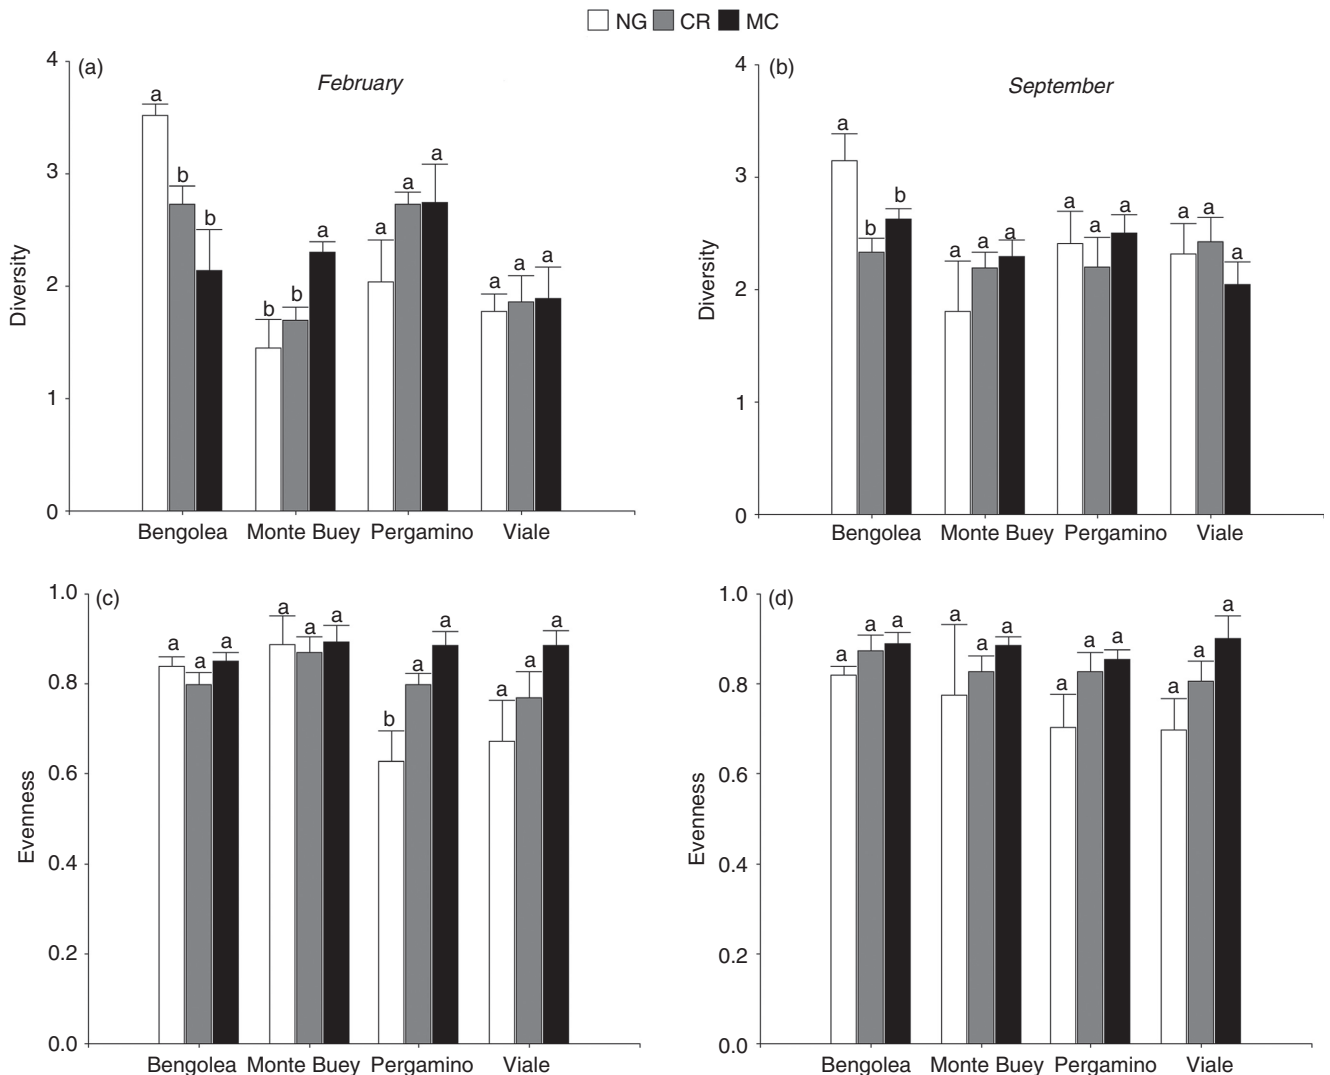 NG CR MC
(a)
February
4
3
2
1
0
Diversity
a
b
b
b
b
a
a
a
a
a
a
a
Bengolea Monte Buey Pergamino Viale
(b)
September
4
3
2
1
0
Diversity
a
b
b
a
a
a
a
a
a
a
a
a
Bengolea Monte Buey Pergamino Viale
(c)
1.0
0.8
0.6
0.4
0.2
0.0
Evenness
a
a
a
a
a
a
b
a
a
a
a
a
Bengolea Monte Buey Pergamino Viale
(d)
1.0
0.8
0.6
0.4
0.2
0.0
Evenness
a
a
a
a
a
a
a
a
a
a
a
a
Bengolea Monte Buey Pergamino Viale